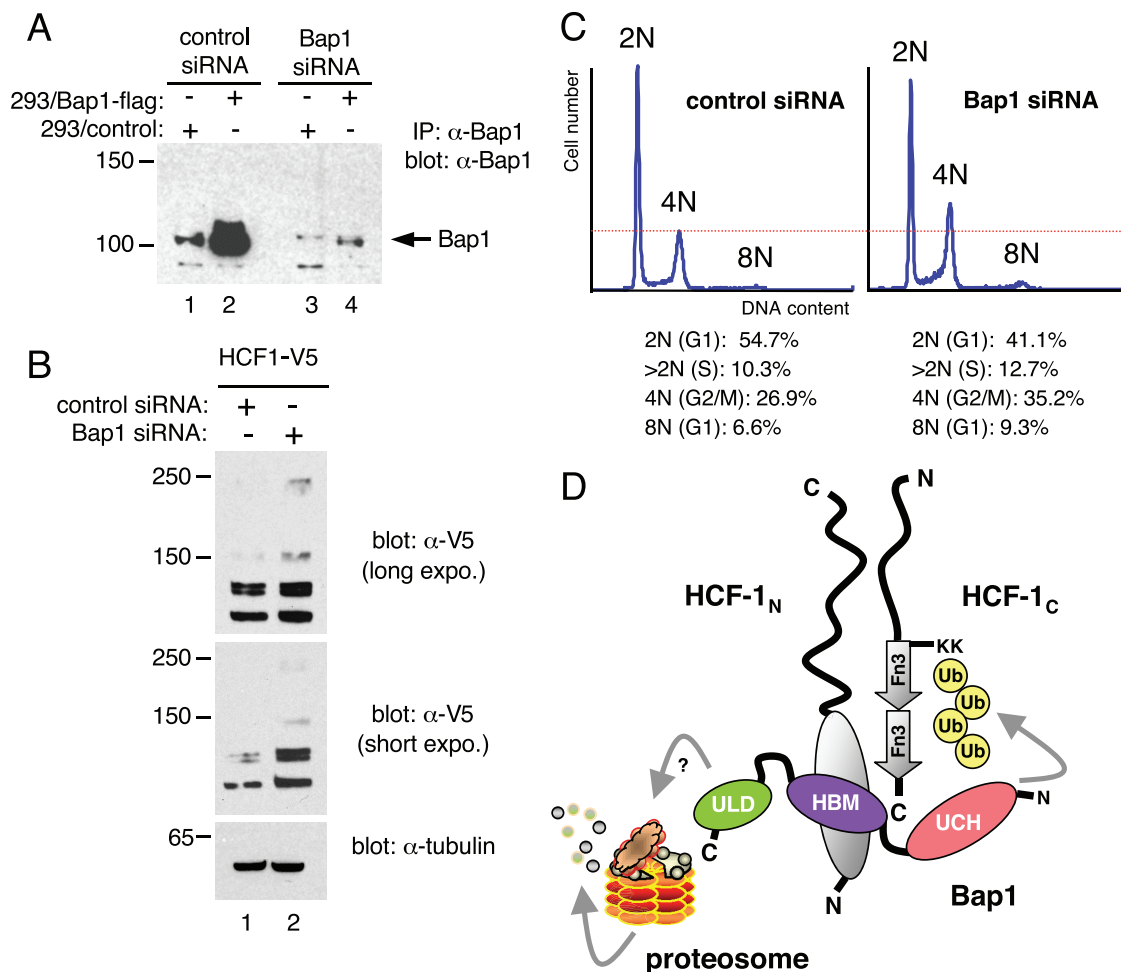 A
control
siRNA
Bap1
siRNA
293/Bap1-flag: - + - +
293/control: + - + -
IP: α-Bap1
blot: α-Bap1
150
100
Bap1
1 2 3 4
B
HCF1-V5
control siRNA: + -
Bap1 siRNA: - +
250
150
blot: α-V5
(long expo.)
250
150
blot: α-V5
(short expo.)
65
blot: α-tubulin
1 2
C
Cell number
2N
4N
8N
control siRNA
2N
4N
8N
Bap1 siRNA
DNA content
2N (G1): 54.7%
>2N (S): 10.3%
4N (G2/M): 26.9%
8N (G1): 6.6%
2N (G1): 41.1%
>2N (S): 12.7%
4N (G2/M): 35.2%
8N (G1): 9.3%
D
C
N
HCF-1N
HCF-1C
KK
Fn3
Ub
Ub
Ub
Ub
Fn3
?
ULD
HBM
C
UCH
N
C
N
Bap1
proteosome